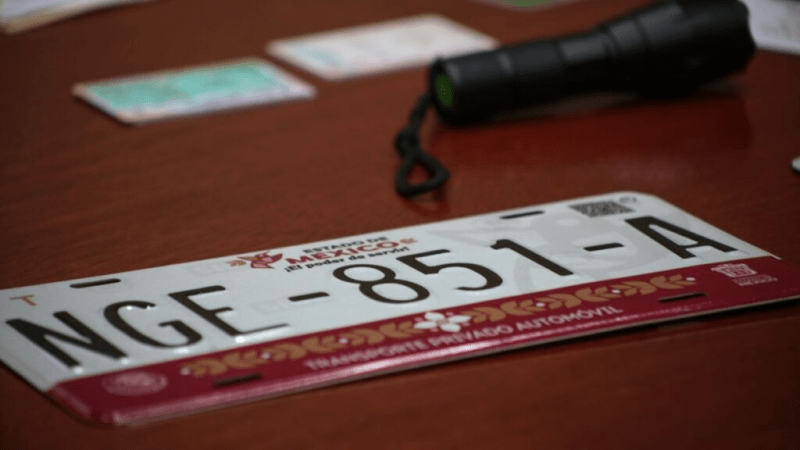 ESTADO DE
MÉXICO
¡El poder de servir!
NGE-851-A
TRANSPORTE PRIVADO AUTOMÓVIL